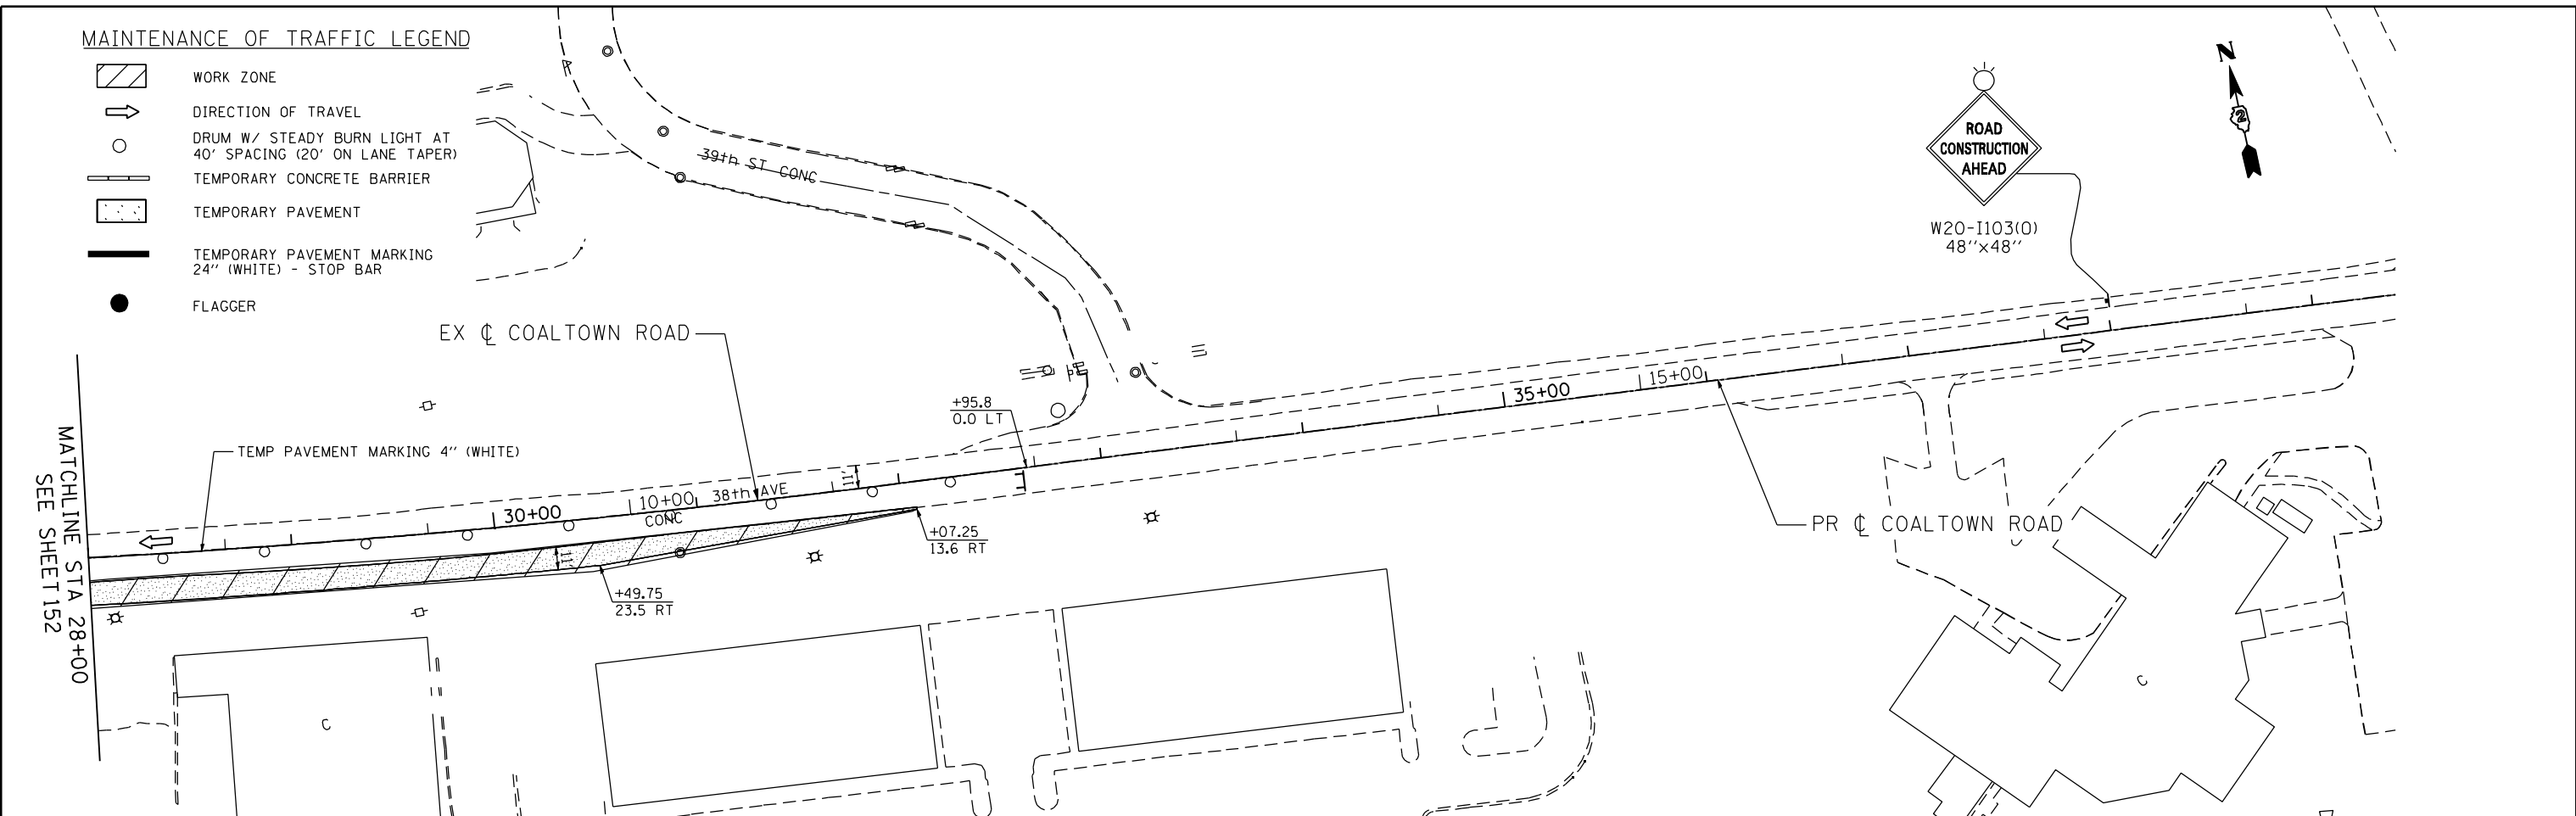 MAINTENANCE OF TRAFFIC LEGEND
WORK ZONE
DIRECTION OF TRAVEL
DRUM W/ STEADY BURN LIGHT AT
40' SPACING (20' ON LANE TAPER)
TEMPORARY CONCRETE BARRIER
TEMPORARY PAVEMENT
TEMPORARY PAVEMENT MARKING
24" (WHITE) - STOP BAR
FLAGGER
39th ST CONC
N
2
ROAD
CONSTRUCTION
AHEAD
W20-I103(O)
48"x48"
EX ℄ COALTOWN ROAD
MATCHLINE STA 28+00
SEE SHEET 152
TEMP PAVEMENT MARKING 4" (WHITE)
+95.8
0.0 LT
35+00
15+00
30+00
10+00
38th AVE
CONC
11'
11'
+07.25
13.6 RT
+49.75
23.5 RT
PR ℄ COALTOWN ROAD
C
C